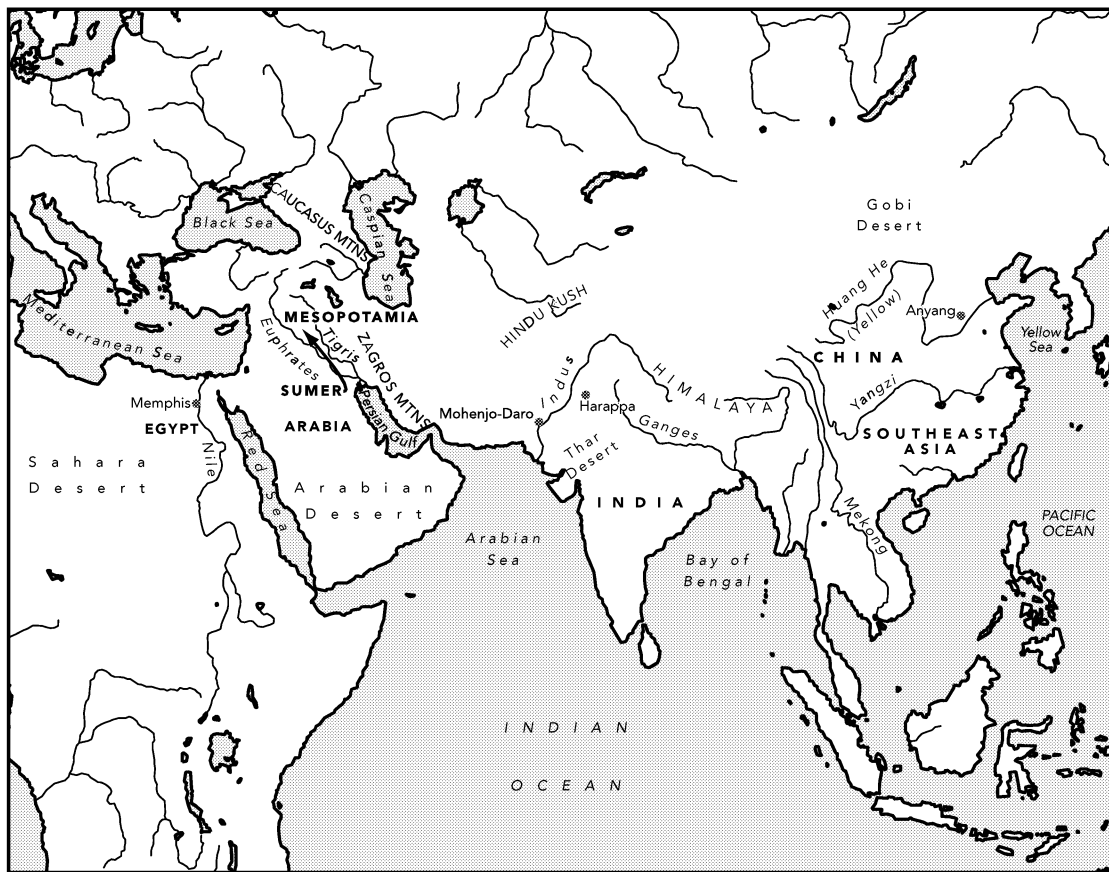 Gobi
Desert
CAUCASUS MTNS
Caspian Sea
Black Sea
Huang He
(Yellow)
HINDU KUSH
Anyang
Mediterranean Sea
MESOPOTAMIA
Yellow
Sea
Euphrates
Tigris
ZAGROS MTNS
CHINA
Indus
HIMALAYA
SUMER
Yangzi
Persian Gulf
Memphis
Mohenjo-Daro
Harappa
EGYPT
ARABIA
Ganges
SOUTHEAST
ASIA
Nile
Red Sea
Thar
Desert
Sahara
Desert
Arabian
Desert
INDIA
Mekong
PACIFIC
OCEAN
Arabian
Sea
Bay of
Bengal
INDIAN
OCEAN